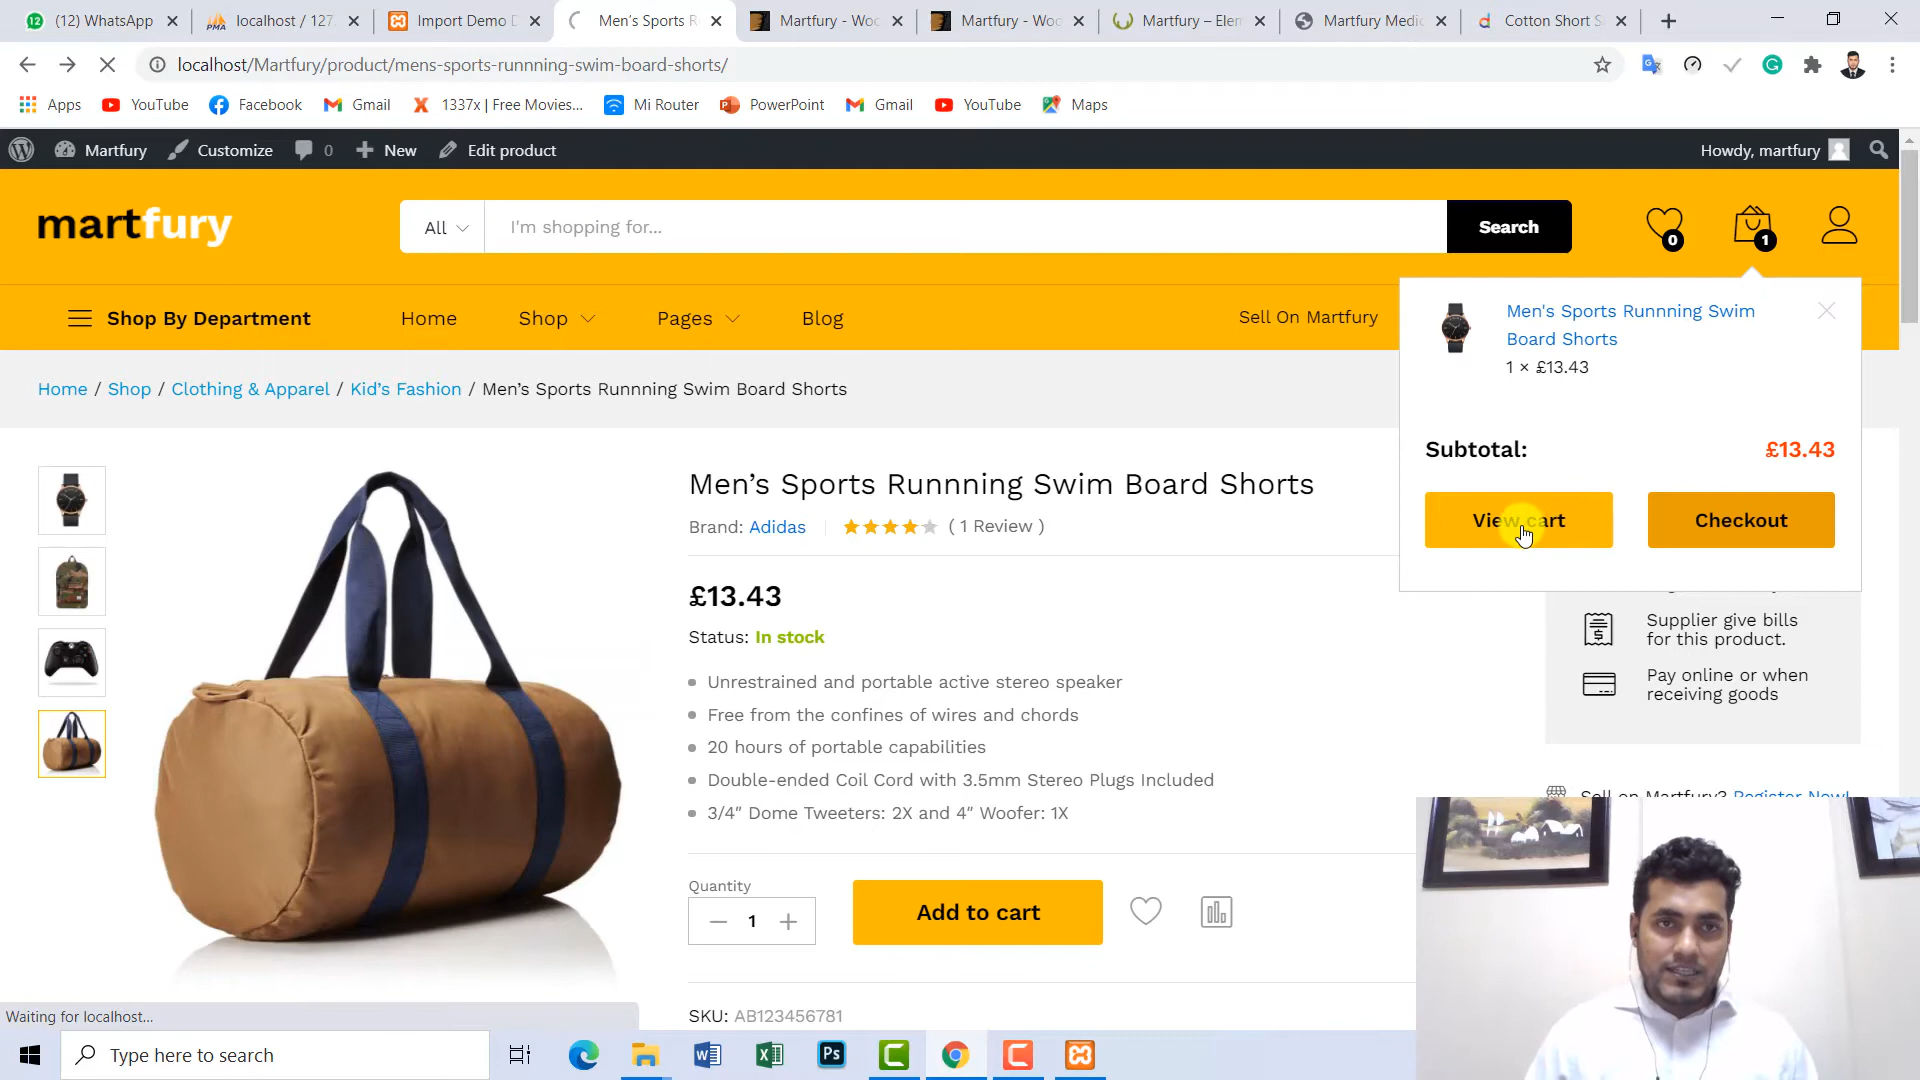 (12) WhatsApp
localhost / 127
Import Demo D
Men's Sports R
Martfury - Woo
Martfury - Woo
Martfury – Elem
Martfury Medic
Cotton Short S
localhost/Martfury/product/mens-sports-runnning-swim-board-shorts/
Apps YouTube Facebook Gmail 1337x | Free Movies... Mi Router PowerPoint Gmail YouTube Maps
Martfury Customize 0 New Edit product Howdy, martfury
martfury All I'm shopping for... Search 0 1
Shop By Department Home Shop Pages Blog Sell On Martfury
Men's Sports Runnning Swim
Board Shorts
1 × £13.43
Subtotal: £13.43
View cart Checkout
Home / Shop / Clothing & Apparel / Kid's Fashion / Men's Sports Runnning Swim Board Shorts
Men's Sports Runnning Swim Board Shorts
Brand: Adidas ( 1 Review )
£13.43
Status: In stock
Unrestrained and portable active stereo speaker
Free from the confines of wires and chords
20 hours of portable capabilities
Double-ended Coil Cord with 3.5mm Stereo Plugs Included
3/4" Dome Tweeters: 2X and 4" Woofer: 1X
Supplier give bills
for this product.
Pay online or when
receiving goods
Sell on Martfury? Register Now!
Quantity
1
Add to cart
SKU: AB123456781
Waiting for localhost...
Type here to search